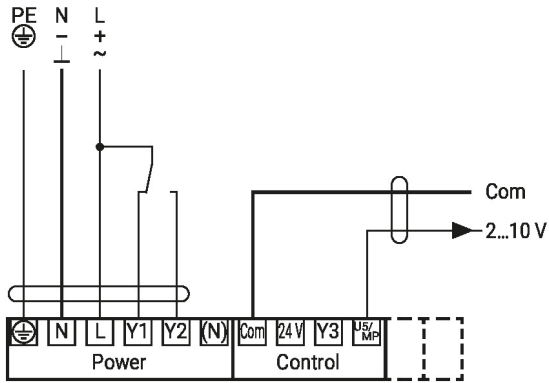 PE N L
− +
~
Com
2...10 V
N L Y1 Y2 (N) Com 24 V Y3 U5/MP
Power Control